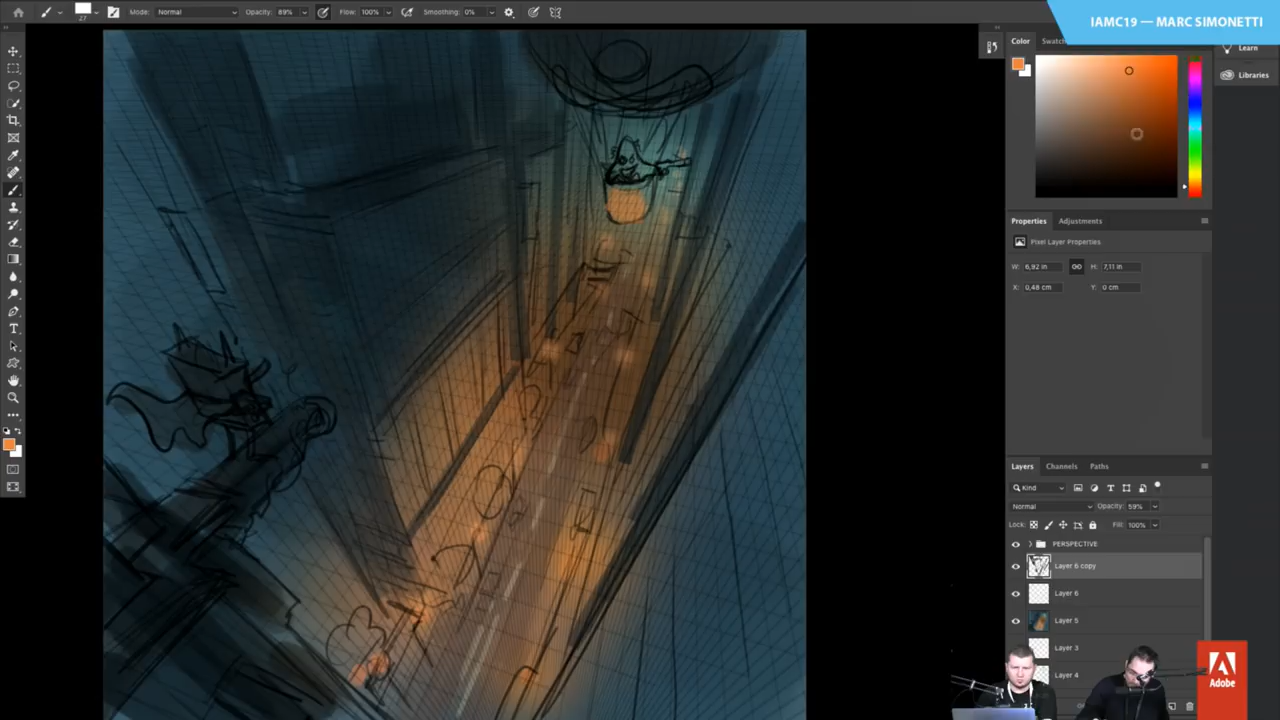 IAMC19 — MARC SIMONETTI
27
Mode: Normal
Opacity: 89%
Flow: 100%
Smoothing: 0%
Color
Swatch
Learn
Libraries
Properties
Adjustments
Pixel Layer Properties
W: 6,92 in
H: 7,11 in
X: 0,48 cm
Y: 0 cm
Layers
Channels
Paths
Kind
Normal
Opacity: 59%
Lock:
Fill: 100%
PERSPECTIVE
Layer 6 copy
Layer 6
Layer 5
Layer 3
Layer 4
Adobe